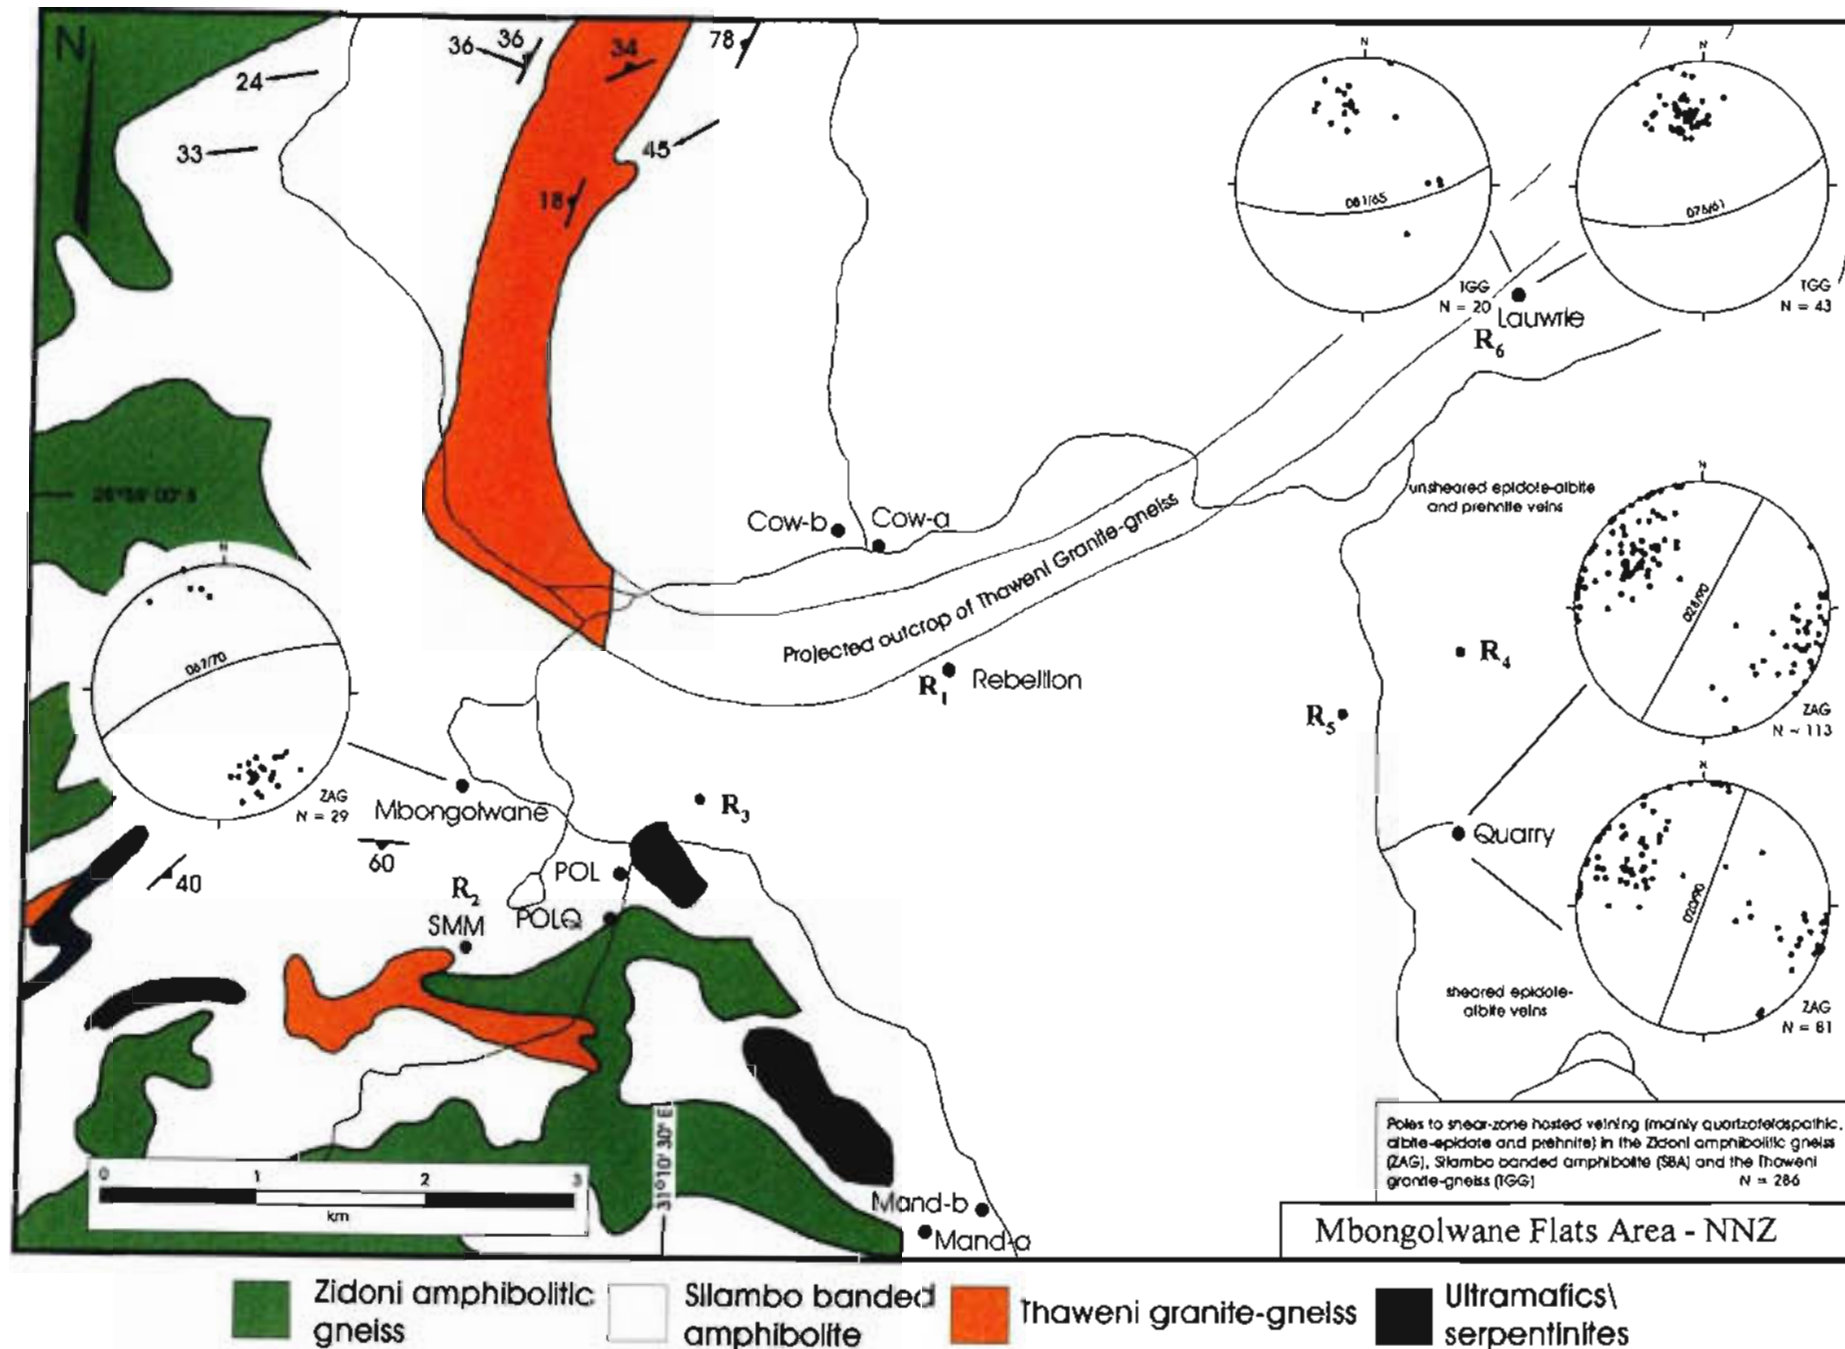 N
36
36
34
78
24
33
45
18
N
081/65
TGG
N = 20
N
076/61
TGG
N = 43
Lauwrie
R6
28°56'00" S
Cow-b
Cow-a
Projected outcrop of Thaweni Granite-gneiss
unsheared epidote-albite
and prehnite veins
N
028/90
ZAG
N = 113
N
067/70
ZAG
N = 29
R1
Rebellion
R4
R5
Mbongolwane
R3
Quarry
60
40
POL
R2
SMM
POLQ
N
020/90
sheared epidote-
albite veins
ZAG
N = 81
31°10' 30" E
0 1 2 3
km
Mand-b
Mand-a
Poles to shear-zone hosted veining (mainly quartzofeldspathic,
albite-epidote and prehnite) in the Zidoni amphibolitic gneiss
(ZAG), Silambo banded amphibolite (SBA) and the Thaweni
granite-gneiss (TGG)
N = 286
Mbongolwane Flats Area - NNZ
Zidoni amphibolitic
gneiss
Silambo banded
amphibolite
Thaweni granite-gneiss
Ultramafics\
serpentinites